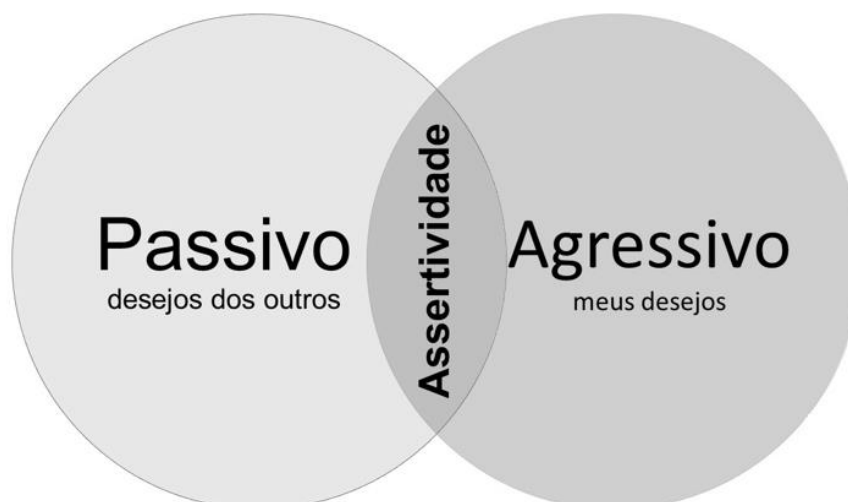 Passivo
desejos dos outros
Assertividade
Agressivo
meus desejos